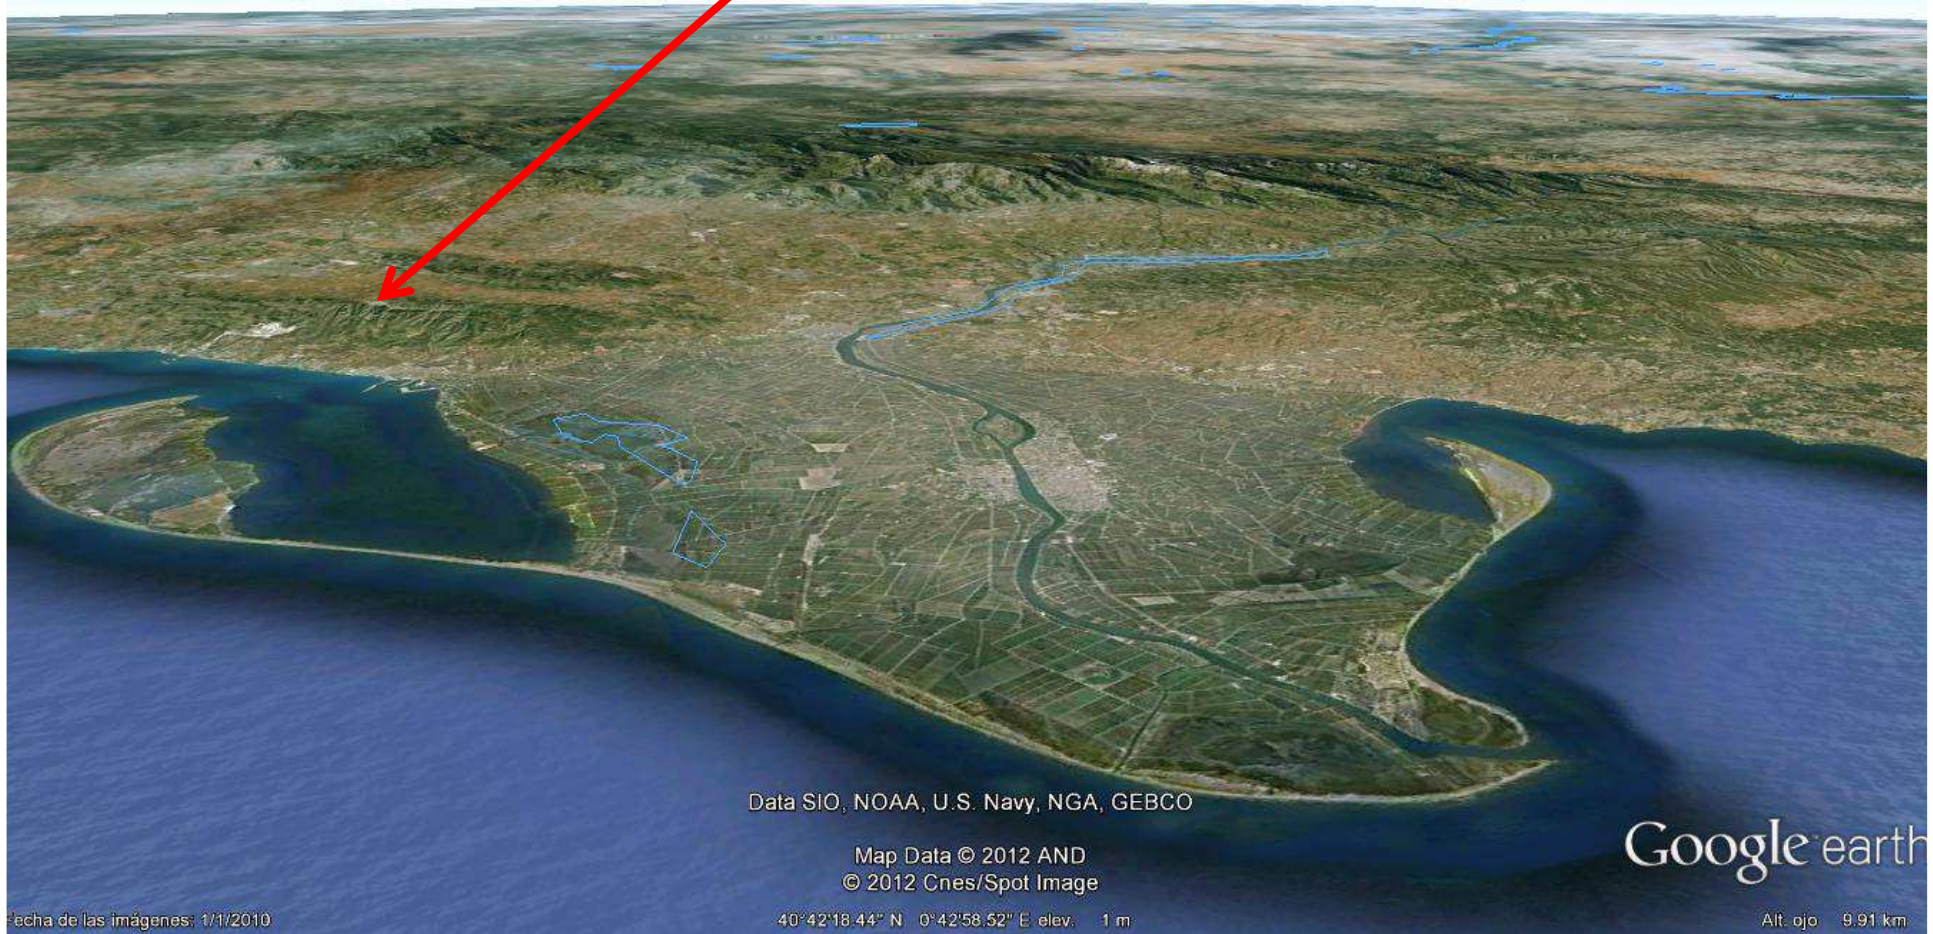 Data SIO, NOAA, U.S. Navy, NGA, GEBCO
Map Data © 2012 AND
© 2012 Cnes/Spot Image
Google earth
echa de las imágenes: 1/1/2010
40°42'18.44" N 0°42'58.52" E elev. 1 m
Alt. ojo 9.91 km